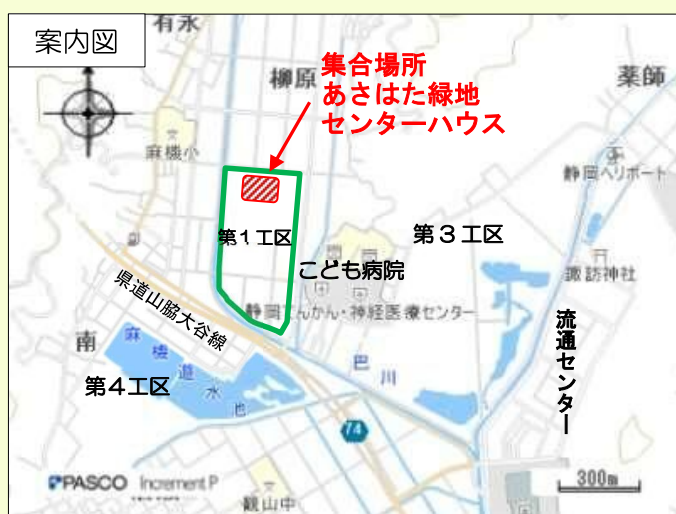 案内図
有永
柳原
薬師
集合場所
あさはた緑地
センターハウス
麻機小
静岡ヘリポート
第1工区
第3工区
こども病院
諏訪神社
静岡てんかん・神経医療センター
県道山脇大谷線
南
麻機遊水池
巴川
流通センター
第4工区
74
PASCO Increment P
観山中
300m